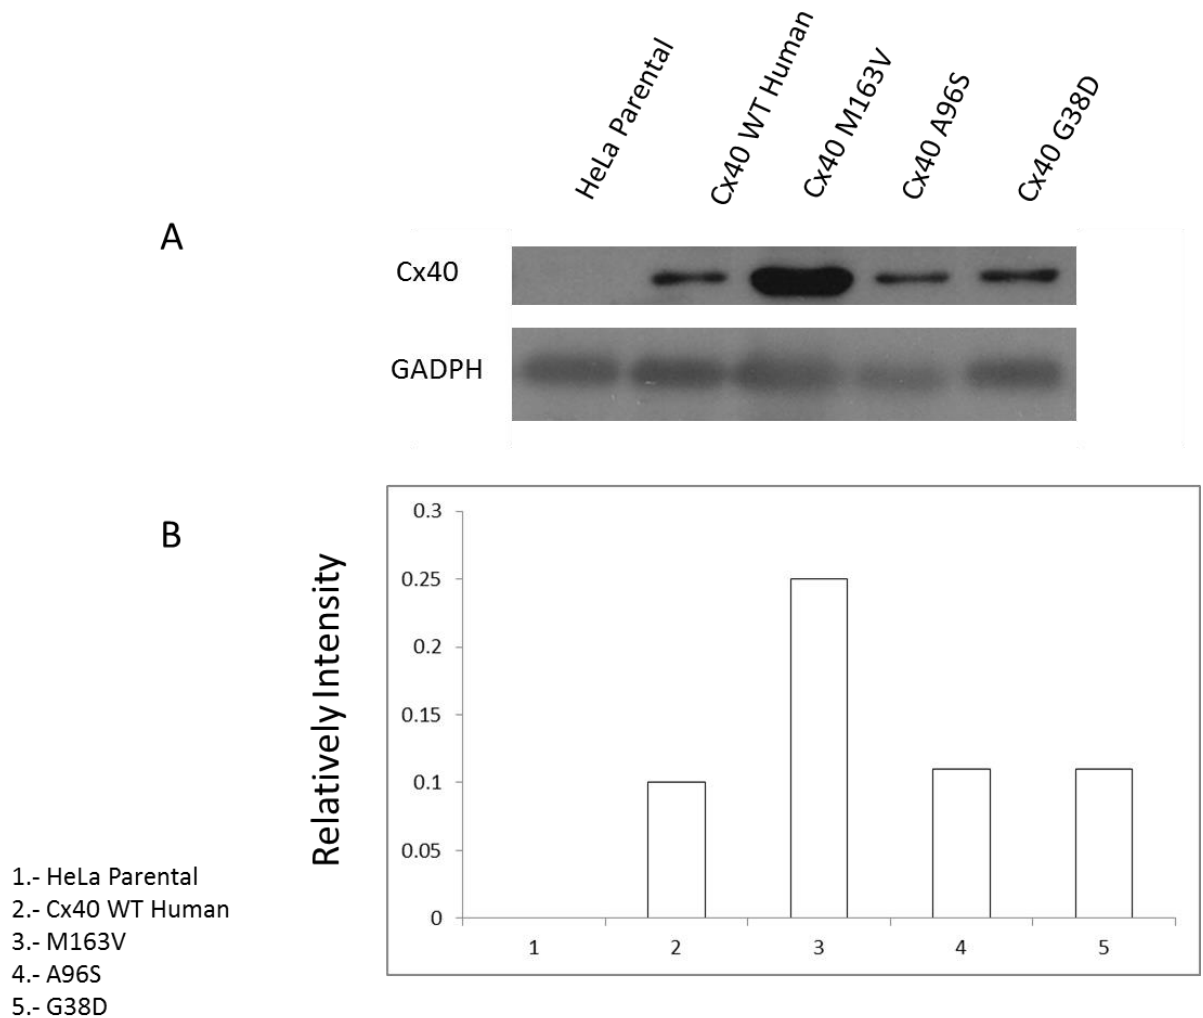 HeLa Parental
Cx40 WT Human
Cx40 M163V
Cx40 A96S
Cx40 G38D
A
Cx40
GADPH
B
Relatively Intensity
0.3
0.25
0.2
0.15
0.1
0.05
0
1
2
3
4
5
1.- HeLa Parental
2.- Cx40 WT Human
3.- M163V
4.- A96S
5.- G38D